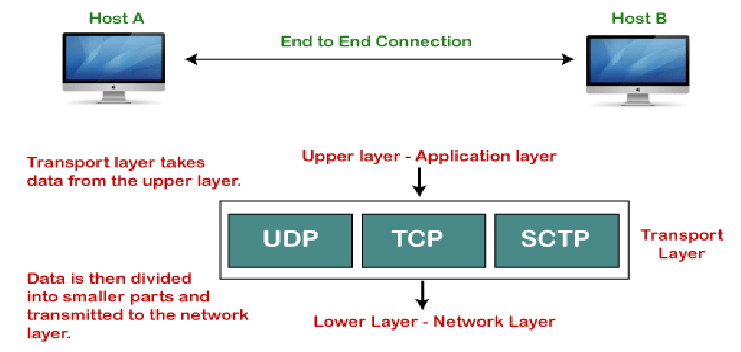 Host A
Host B
End to End Connection
Transport layer takes
data from the upper layer.
Upper layer - Application layer
UDP
TCP
SCTP
Transport
Layer
Data is then divided
into smaller parts and
transmitted to the network
layer.
Lower Layer - Network Layer